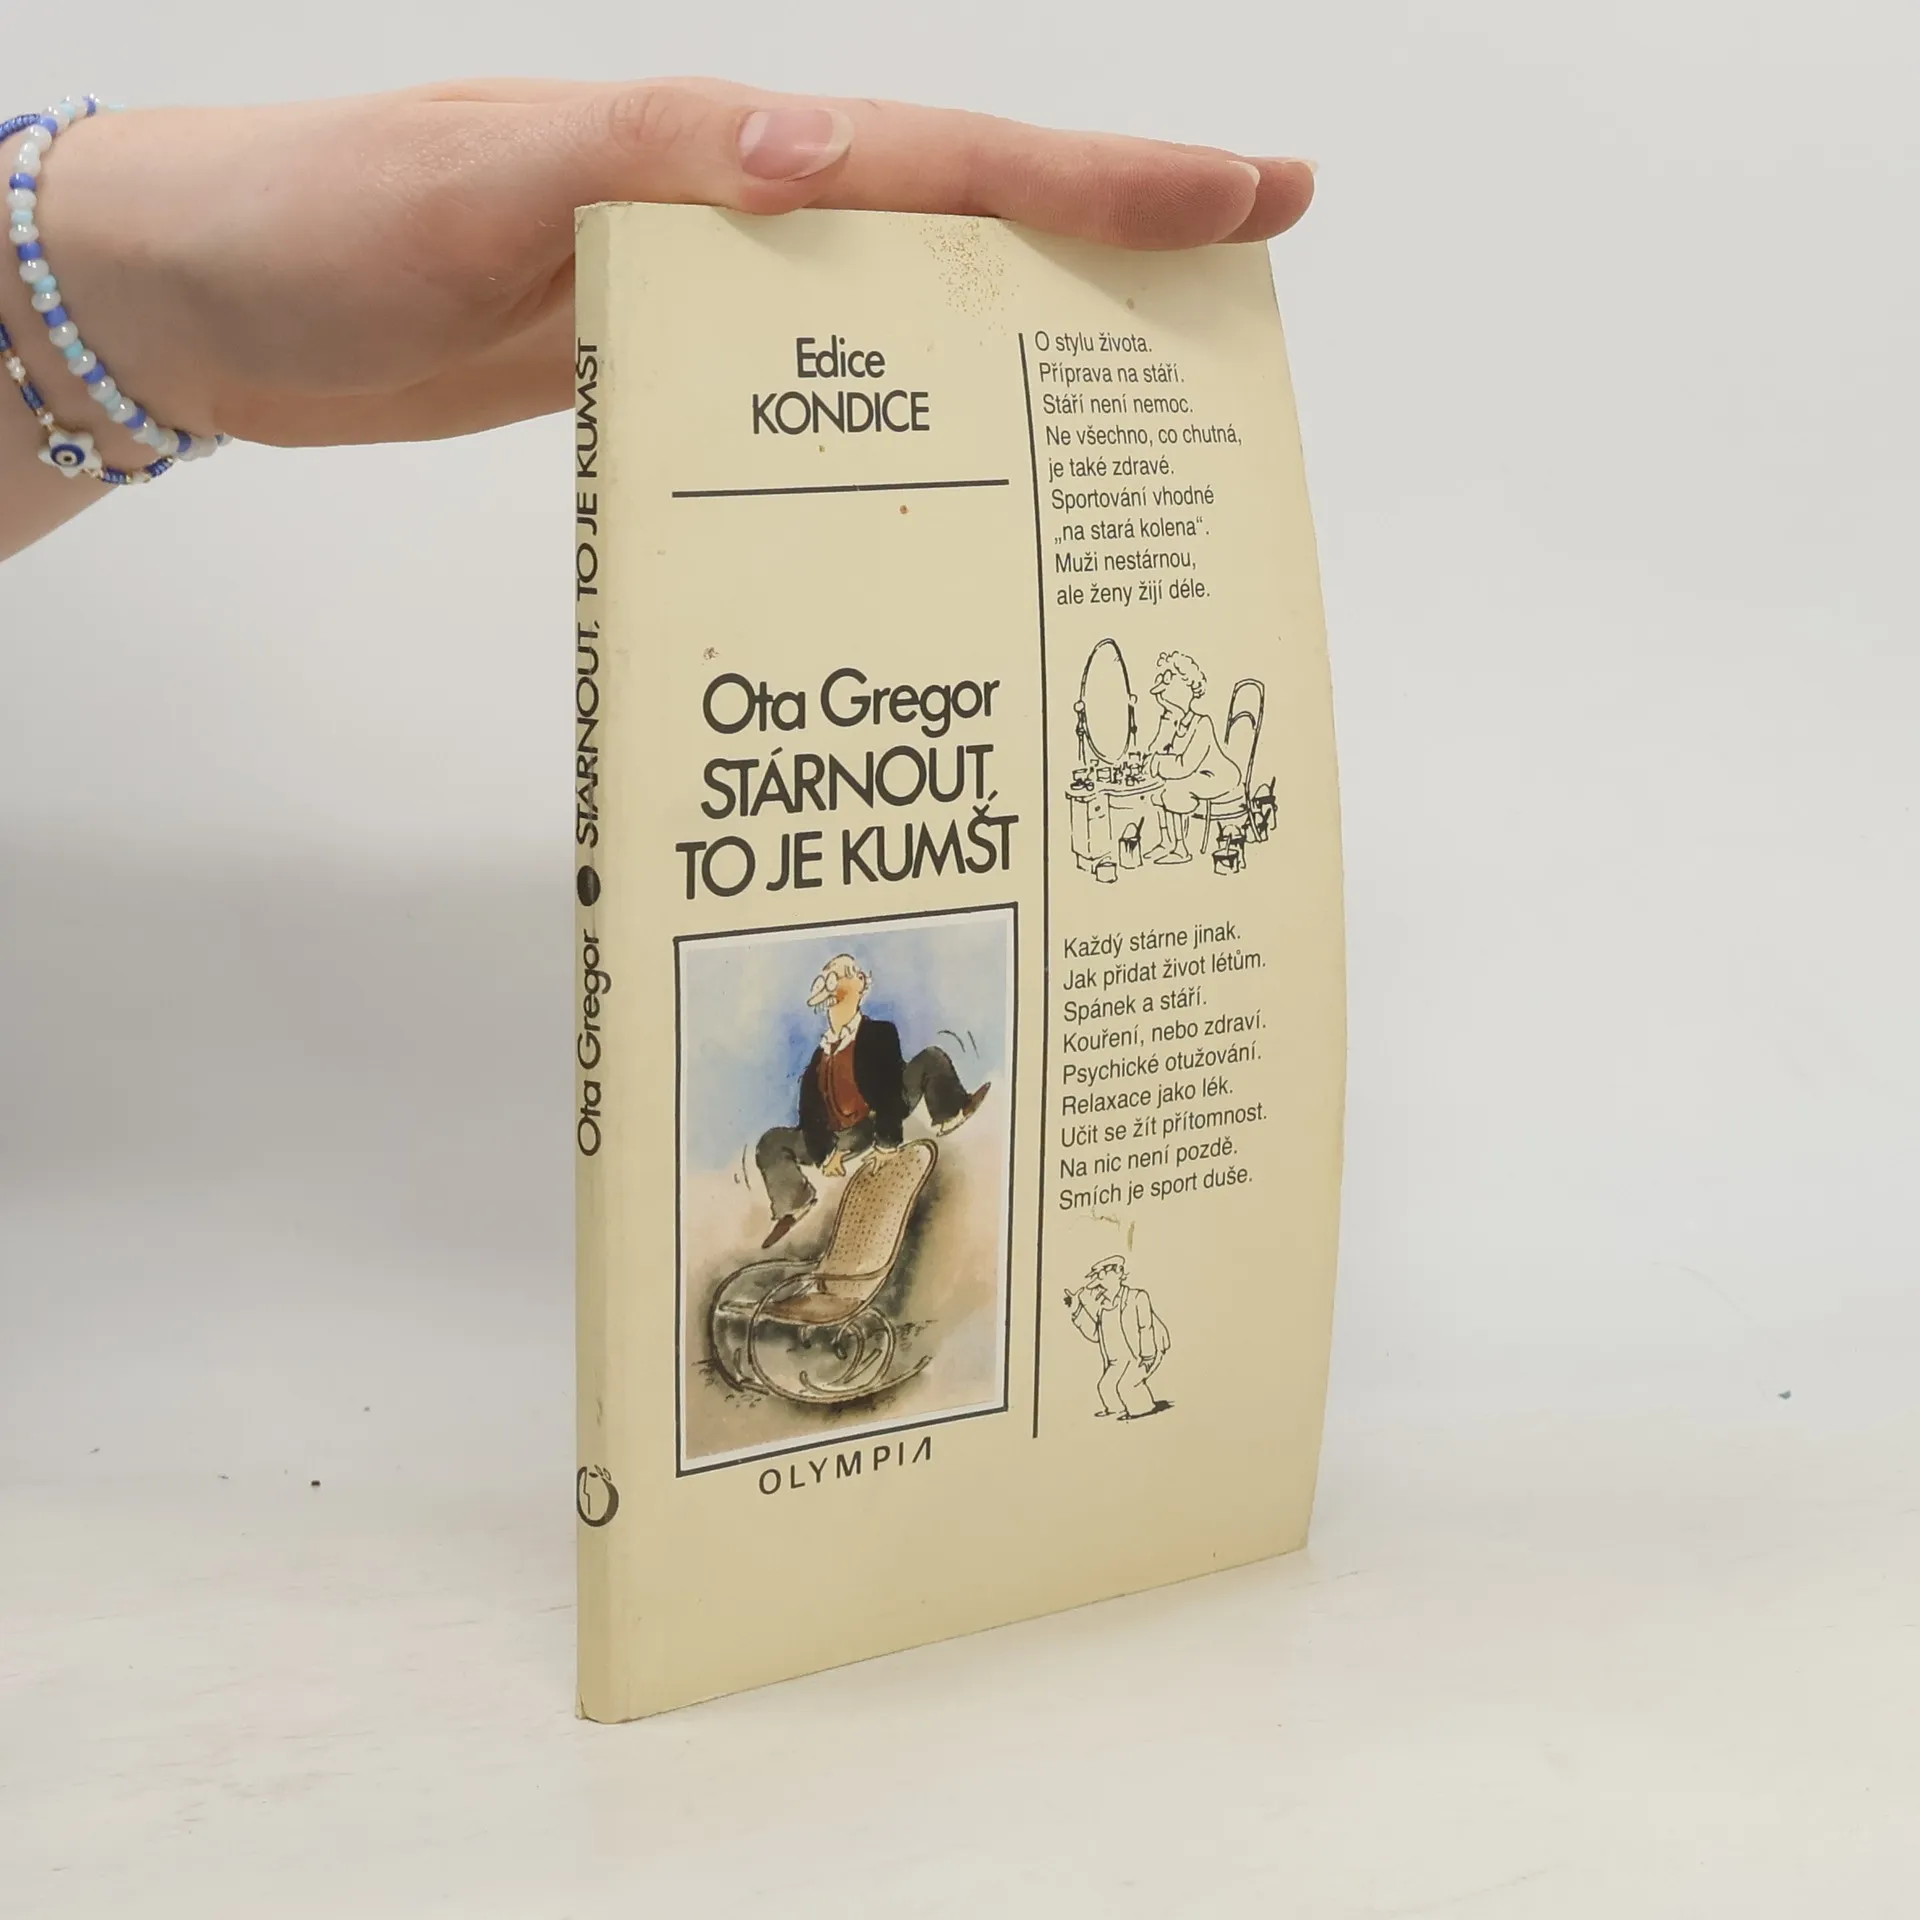 Ota Gregor ● STÁRNOUT, TO JE KUMŠT
Edice
KONDICE
Ota Gregor
STÁRNOUT,
TO JE KUMŠT
OLYMPIA
O stylu života.
Příprava na stáří.
Stáří není nemoc.
Ne všechno, co chutná,
je také zdravé.
Sportování vhodné
„na stará kolena“.
Muži nestárnou,
ale ženy žijí déle.
Každý stárne jinak.
Jak přidat život létům.
Spánek a stáří.
Kouření, nebo zdraví.
Psychické otužování.
Relaxace jako lék.
Učit se žít přítomnost.
Na nic není pozdě.
Smích je sport duše.